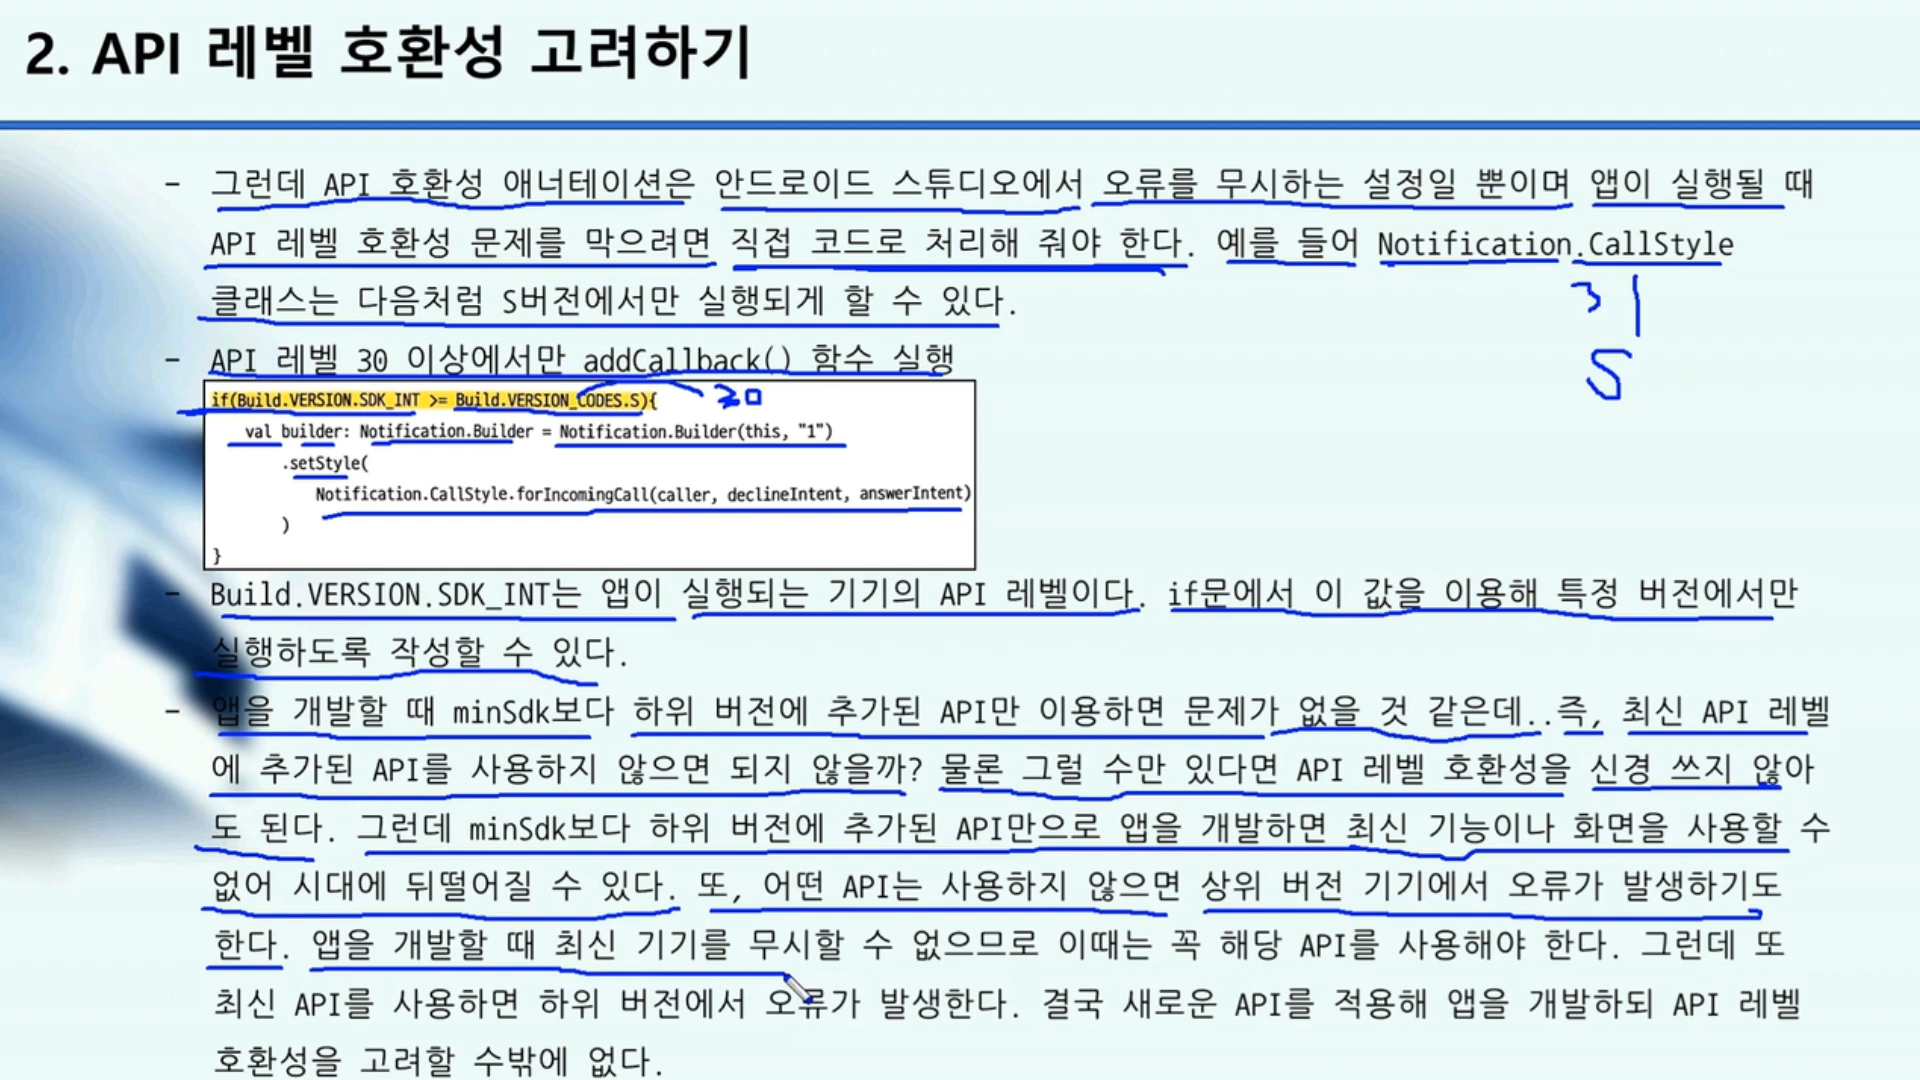 2. API 레벨 호환성 고려하기
- 그런데 API 호환성 애너테이션은 안드로이드 스튜디오에서 오류를 무시하는 설정일 뿐이며 앱이 실행될 때
API 레벨 호환성 문제를 막으려면 직접 코드로 처리해 줘야 한다. 예를 들어 Notification.CallStyle
클래스는 다음처럼 S버전에서만 실행되게 할 수 있다.
31
S
- API 레벨 30 이상에서만 addCallback() 함수 실행
if(Build.VERSION.SDK_INT >= Build.VERSION_CODES.S){
val builder: Notification.Builder = Notification.Builder(this, "1")
.setStyle(
Notification.CallStyle.forIncomingCall(caller, declineIntent, answerIntent)
)
}
- Build.VERSION.SDK_INT는 앱이 실행되는 기기의 API 레벨이다. if문에서 이 값을 이용해 특정 버전에서만
실행하도록 작성할 수 있다.
- 앱을 개발할 때 minSdk보다 하위 버전에 추가된 API만 이용하면 문제가 없을 것 같은데..즉, 최신 API 레벨
에 추가된 API를 사용하지 않으면 되지 않을까? 물론 그럴 수만 있다면 API 레벨 호환성을 신경 쓰지 않아
도 된다. 그런데 minSdk보다 하위 버전에 추가된 API만으로 앱을 개발하면 최신 기능이나 화면을 사용할 수
없어 시대에 뒤떨어질 수 있다. 또, 어떤 API는 사용하지 않으면 상위 버전 기기에서 오류가 발생하기도
한다. 앱을 개발할 때 최신 기기를 무시할 수 없으므로 이때는 꼭 해당 API를 사용해야 한다. 그런데 또
최신 API를 사용하면 하위 버전에서 오류가 발생한다. 결국 새로운 API를 적용해 앱을 개발하되 API 레벨
호환성을 고려할 수밖에 없다.